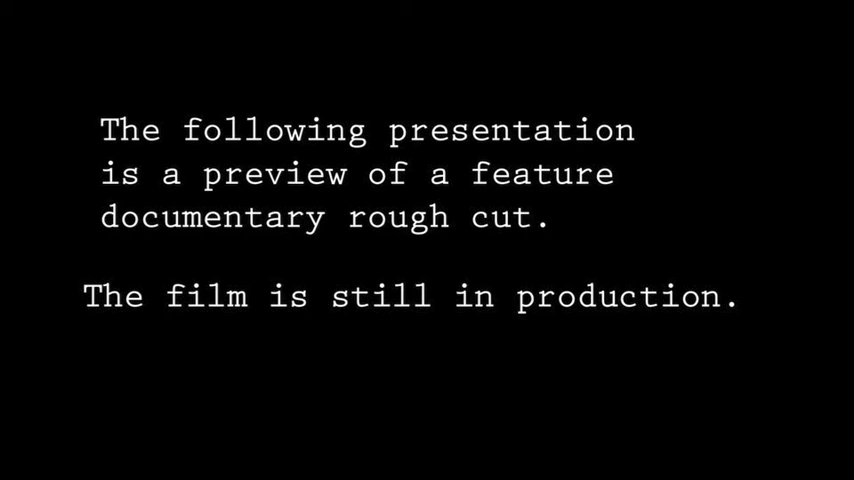 The following presentation
is a preview of a feature
documentary rough cut.
The film is still in production.